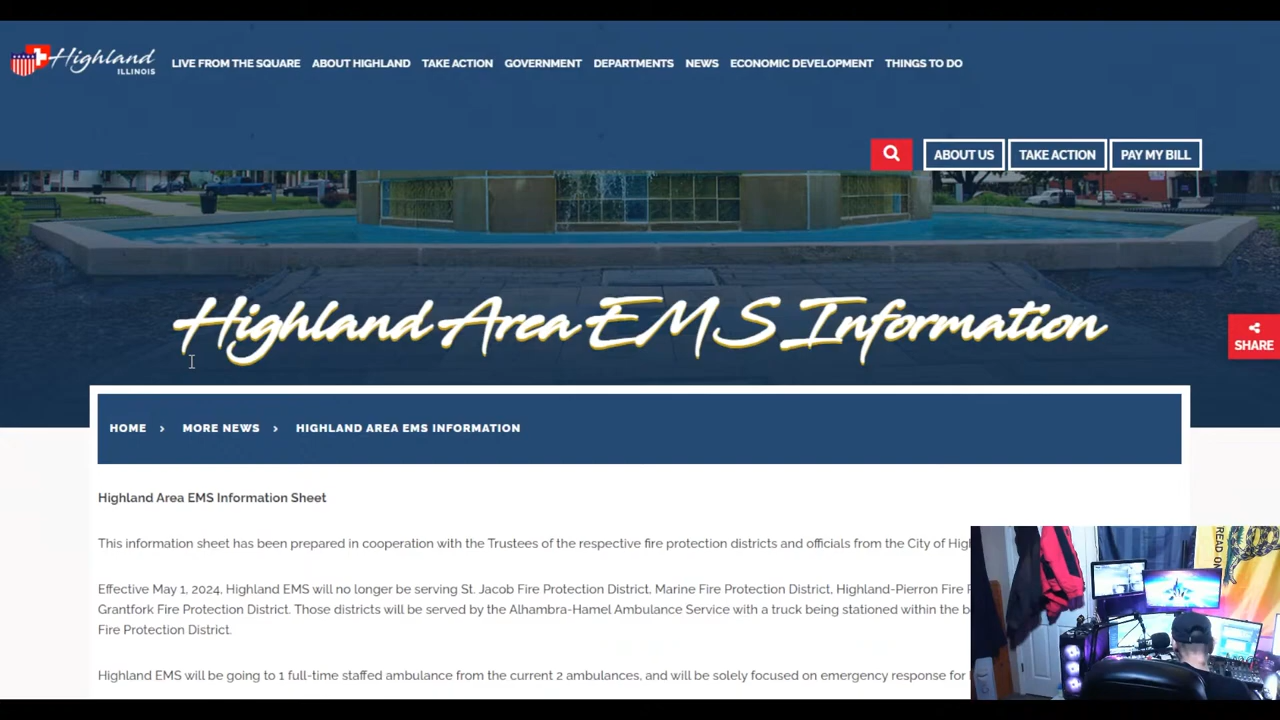 Highland
ILLINOIS
LIVE FROM THE SQUARE ABOUT HIGHLAND TAKE ACTION GOVERNMENT DEPARTMENTS NEWS ECONOMIC DEVELOPMENT THINGS TO DO
ABOUT US TAKE ACTION PAY MY BILL
Highland Area EMS Information
SHARE
HOME > MORE NEWS > HIGHLAND AREA EMS INFORMATION
Highland Area EMS Information Sheet
This information sheet has been prepared in cooperation with the Trustees of the respective fire protection districts and officials from the City of
Effective May 1, 2024, Highland EMS will no longer be serving St. Jacob Fire Protection District, Marine Fire Protection District, Highland-Pierron Fire
Grantfork Fire Protection District. Those districts will be served by the Alhambra-Hamel Ambulance Service with a truck being stationed within the
Fire Protection District.
Highland EMS will be going to 1 full-time staffed ambulance from the current 2 ambulances, and will be solely focused on emergency response for
READ ON